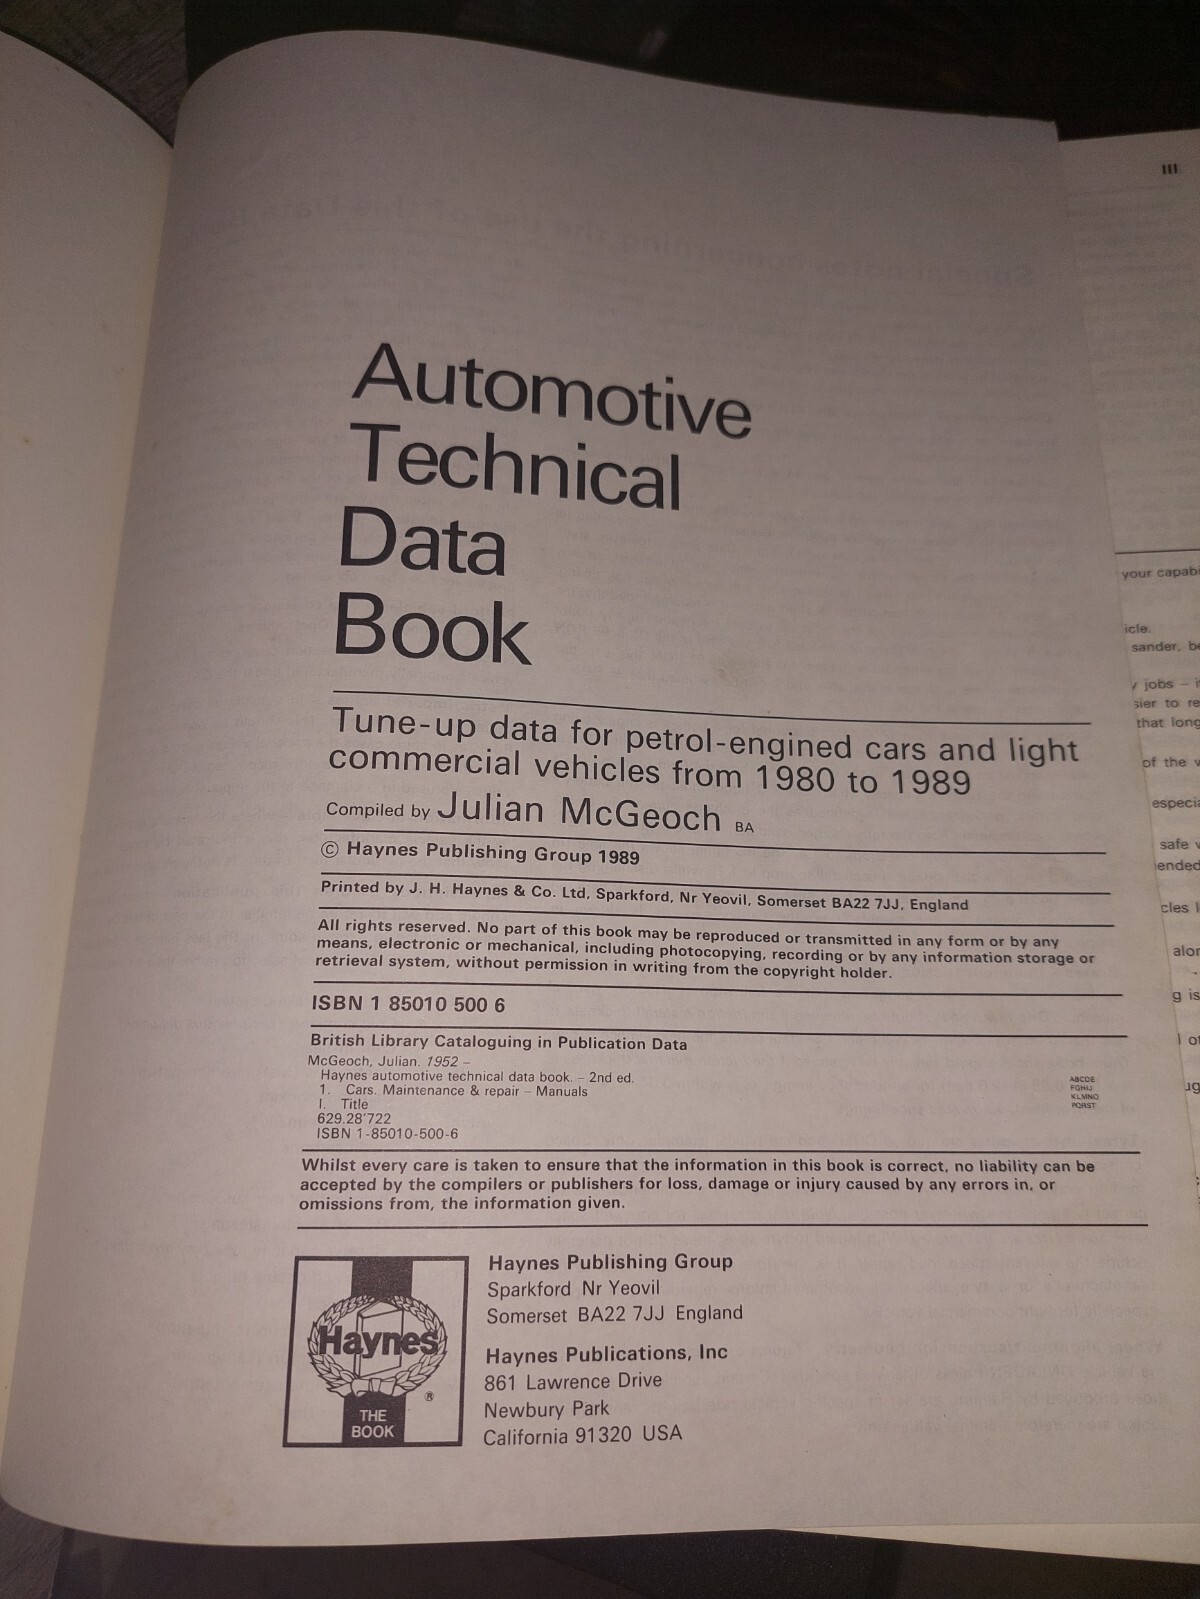 Automotive
Technical
Data
Book
Tune-up data for petrol-engined cars and light
commercial vehicles from 1980 to 1989
Compiled by Julian McGeoch BA
© Haynes Publishing Group 1989
Printed by J. H. Haynes & Co. Ltd, Sparkford, Nr Yeovil, Somerset BA22 7JJ, England
All rights reserved. No part of this book may be reproduced or transmitted in any form or by any
means, electronic or mechanical, including photocopying, recording or by any information storage or
retrieval system, without permission in writing from the copyright holder.
ISBN 1 85010 500 6
British Library Cataloguing in Publication Data
McGeoch, Julian. 1952 –
Haynes automotive technical data book. – 2nd ed.
1. Cars. Maintenance & repair – Manuals
I. Title
629.28'722
ISBN 1-85010-500-6
ABCDE
FGHIJ
KLMNO
PQRST
Whilst every care is taken to ensure that the information in this book is correct, no liability can be
accepted by the compilers or publishers for loss, damage or injury caused by any errors in, or
omissions from, the information given.
Haynes
®
THE
BOOK
Haynes Publishing Group
Sparkford Nr Yeovil
Somerset BA22 7JJ England
Haynes Publications, Inc
861 Lawrence Drive
Newbury Park
California 91320 USA
III
your
sander,
jobs –
to
that
of the
safe